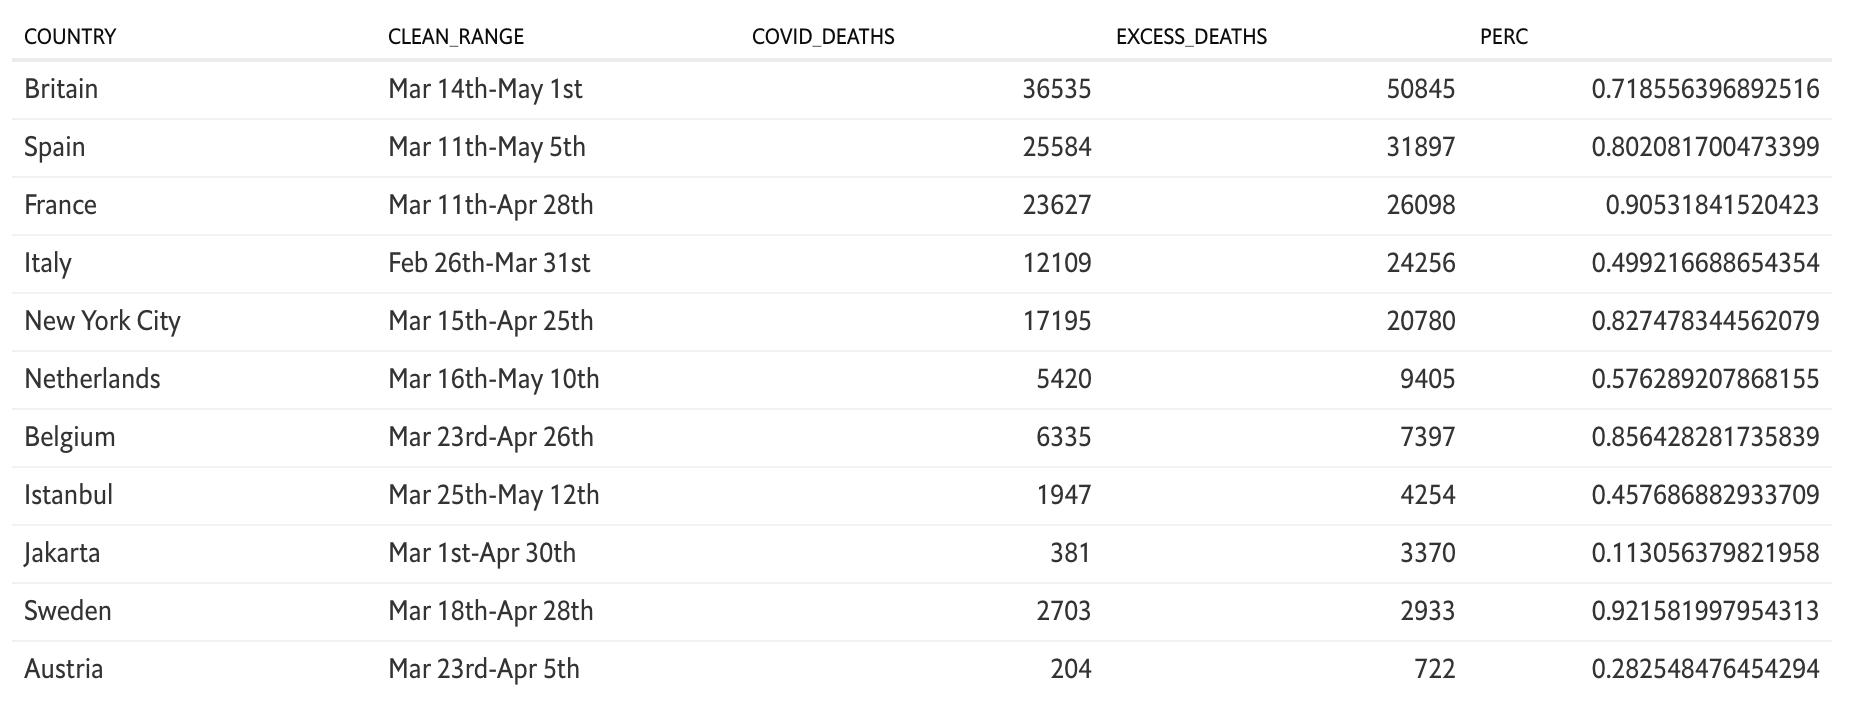 COUNTRY CLEAN_RANGE COVID_DEATHS EXCESS_DEATHS PERC
Britain Mar 14th-May 1st 36535 50845 0.718556396892516
Spain Mar 11th-May 5th 25584 31897 0.802081700473399
France Mar 11th-Apr 28th 23627 26098 0.90531841520423
Italy Feb 26th-Mar 31st 12109 24256 0.499216688654354
New York City Mar 15th-Apr 25th 17195 20780 0.827478344562079
Netherlands Mar 16th-May 10th 5420 9405 0.576289207868155
Belgium Mar 23rd-Apr 26th 6335 7397 0.856428281735839
Istanbul Mar 25th-May 12th 1947 4254 0.457686882933709
Jakarta Mar 1st-Apr 30th 381 3370 0.113056379821958
Sweden Mar 18th-Apr 28th 2703 2933 0.921581997954313
Austria Mar 23rd-Apr 5th 204 722 0.282548476454294